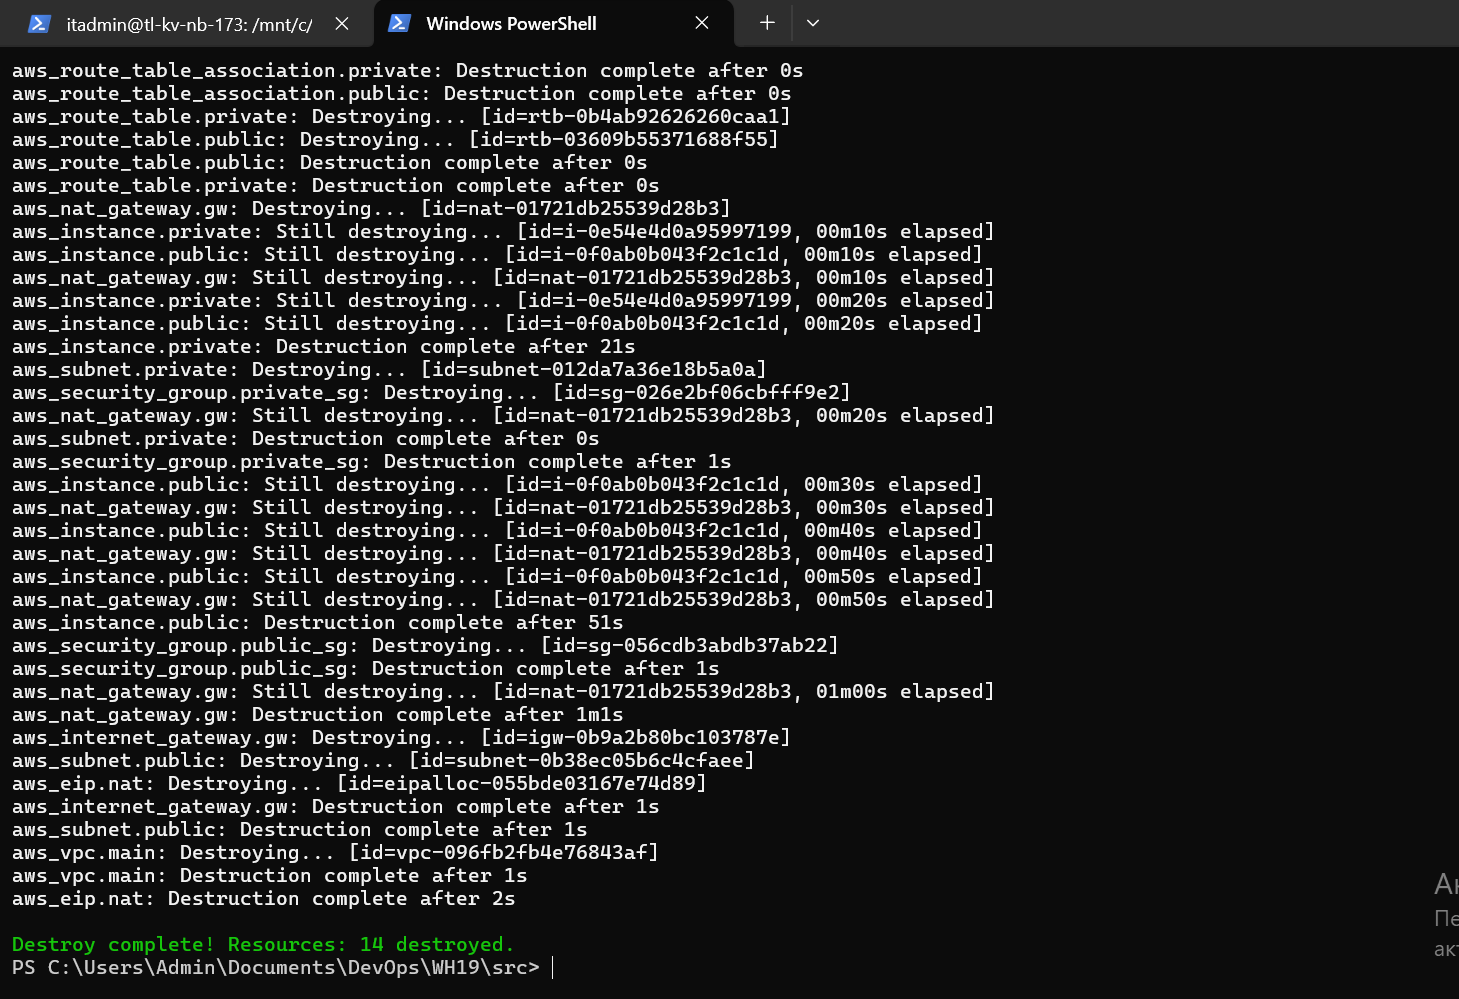 itadmin@tl-kv-nb-173: /mnt/c/
Windows PowerShell
aws_route_table_association.private: Destruction complete after 0s
aws_route_table_association.public: Destruction complete after 0s
aws_route_table.private: Destroying... [id=rtb-0b4ab92626260caa1]
aws_route_table.public: Destroying... [id=rtb-03609b55371688f55]
aws_route_table.public: Destruction complete after 0s
aws_route_table.private: Destruction complete after 0s
aws_nat_gateway.gw: Destroying... [id=nat-01721db25539d28b3]
aws_instance.private: Still destroying... [id=i-0e54e4d0a95997199, 00m10s elapsed]
aws_instance.public: Still destroying... [id=i-0f0ab0b043f2c1c1d, 00m10s elapsed]
aws_nat_gateway.gw: Still destroying... [id=nat-01721db25539d28b3, 00m10s elapsed]
aws_instance.private: Still destroying... [id=i-0e54e4d0a95997199, 00m20s elapsed]
aws_instance.public: Still destroying... [id=i-0f0ab0b043f2c1c1d, 00m20s elapsed]
aws_instance.private: Destruction complete after 21s
aws_subnet.private: Destroying... [id=subnet-012da7a36e18b5a0a]
aws_security_group.private_sg: Destroying... [id=sg-026e2bf06cbfff9e2]
aws_nat_gateway.gw: Still destroying... [id=nat-01721db25539d28b3, 00m20s elapsed]
aws_subnet.private: Destruction complete after 0s
aws_security_group.private_sg: Destruction complete after 1s
aws_instance.public: Still destroying... [id=i-0f0ab0b043f2c1c1d, 00m30s elapsed]
aws_nat_gateway.gw: Still destroying... [id=nat-01721db25539d28b3, 00m30s elapsed]
aws_instance.public: Still destroying... [id=i-0f0ab0b043f2c1c1d, 00m40s elapsed]
aws_nat_gateway.gw: Still destroying... [id=nat-01721db25539d28b3, 00m40s elapsed]
aws_instance.public: Still destroying... [id=i-0f0ab0b043f2c1c1d, 00m50s elapsed]
aws_nat_gateway.gw: Still destroying... [id=nat-01721db25539d28b3, 00m50s elapsed]
aws_instance.public: Destruction complete after 51s
aws_security_group.public_sg: Destroying... [id=sg-056cdb3abdb37ab22]
aws_security_group.public_sg: Destruction complete after 1s
aws_nat_gateway.gw: Still destroying... [id=nat-01721db25539d28b3, 01m00s elapsed]
aws_nat_gateway.gw: Destruction complete after 1m1s
aws_internet_gateway.gw: Destroying... [id=igw-0b9a2b80bc103787e]
aws_subnet.public: Destroying... [id=subnet-0b38ec05b6c4cfaee]
aws_eip.nat: Destroying... [id=eipalloc-055bde03167e74d89]
aws_internet_gateway.gw: Destruction complete after 1s
aws_subnet.public: Destruction complete after 1s
aws_vpc.main: Destroying... [id=vpc-096fb2fb4e76843af]
aws_vpc.main: Destruction complete after 1s
aws_eip.nat: Destruction complete after 2s
Destroy complete! Resources: 14 destroyed.
PS C:\Users\Admin\Documents\DevOps\WH19\src>